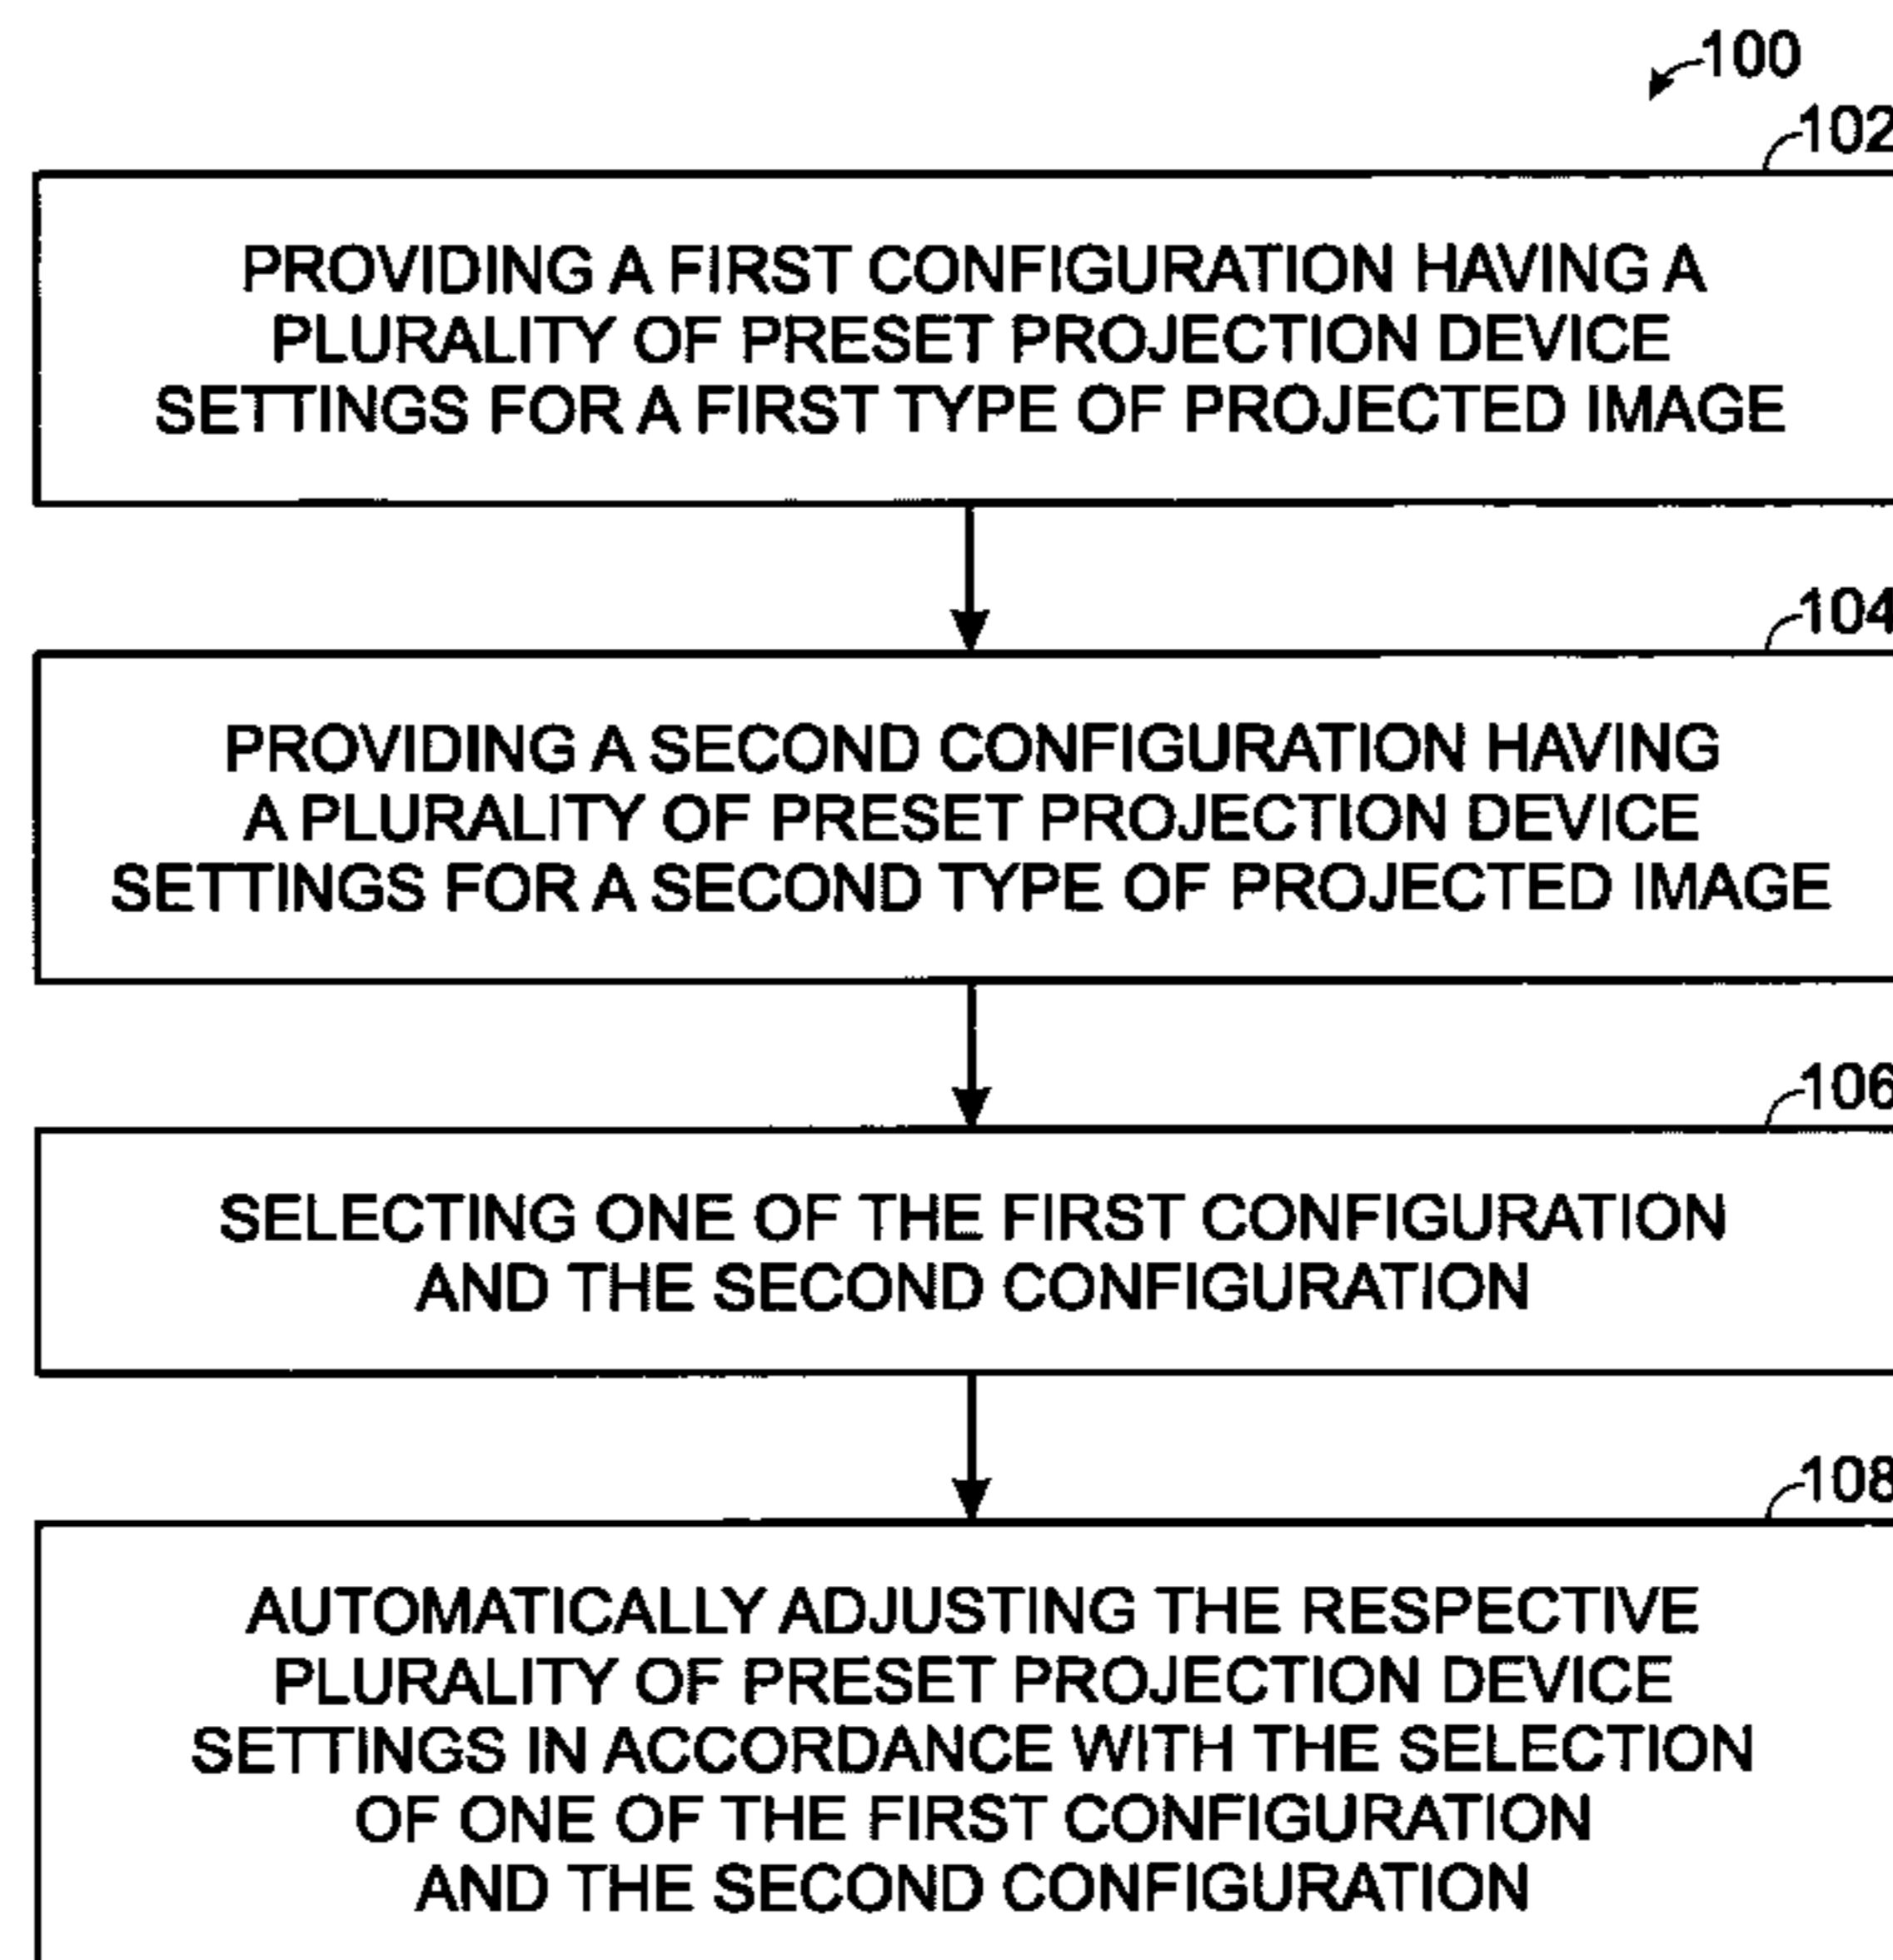 100
102
PROVIDING A FIRST CONFIGURATION HAVING A
PLURALITY OF PRESET PROJECTION DEVICE
SETTINGS FOR A FIRST TYPE OF PROJECTED IMAGE
104
PROVIDING A SECOND CONFIGURATION HAVING
A PLURALITY OF PRESET PROJECTION DEVICE
SETTINGS FOR A SECOND TYPE OF PROJECTED IMAGE
106
SELECTING ONE OF THE FIRST CONFIGURATION
AND THE SECOND CONFIGURATION
108
AUTOMATICALLY ADJUSTING THE RESPECTIVE
PLURALITY OF PRESET PROJECTION DEVICE
SETTINGS IN ACCORDANCE WITH THE SELECTION
OF ONE OF THE FIRST CONFIGURATION
AND THE SECOND CONFIGURATION